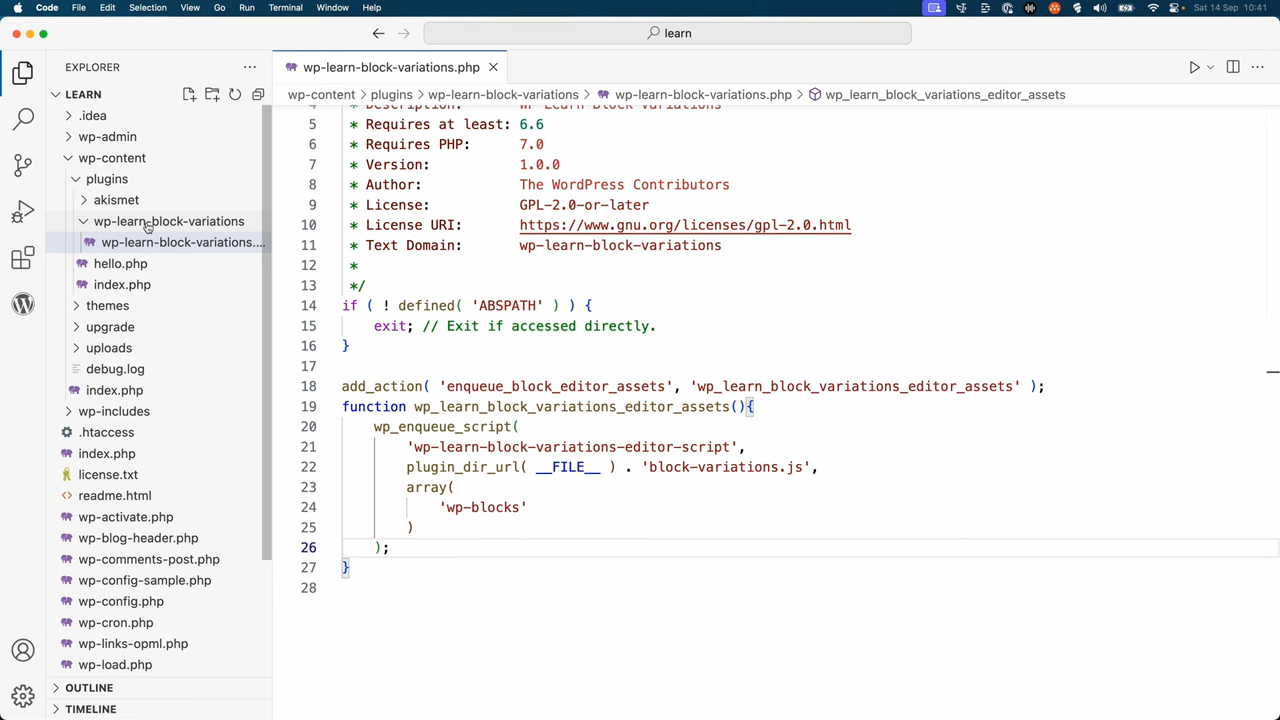 Code File Edit Selection View Go Run Terminal Window Help
Sat 14 Sep 10:41
learn
EXPLORER
wp-learn-block-variations.php
LEARN
wp-content > plugins > wp-learn-block-variations > wp-learn-block-variations.php > wp_learn_block_variations_editor_assets
.idea
wp-admin
wp-content
plugins
akismet
wp-learn-block-variations
wp-learn-block-variations....
hello.php
index.php
themes
upgrade
uploads
debug.log
index.php
wp-includes
.htaccess
index.php
license.txt
readme.html
wp-activate.php
wp-blog-header.php
wp-comments-post.php
wp-config-sample.php
wp-config.php
wp-cron.php
wp-links-opml.php
wp-load.php
OUTLINE
TIMELINE
4 * Description: WP Learn Block Variations
5 * Requires at least: 6.6
6 * Requires PHP: 7.0
7 * Version: 1.0.0
8 * Author: The WordPress Contributors
9 * License: GPL-2.0-or-later
10 * License URI: https://www.gnu.org/licenses/gpl-2.0.html
11 * Text Domain: wp-learn-block-variations
12 *
13 */
14 if ( ! defined( 'ABSPATH' ) ) {
15 exit; // Exit if accessed directly.
16 }
17
18 add_action( 'enqueue_block_editor_assets', 'wp_learn_block_variations_editor_assets' );
19 function wp_learn_block_variations_editor_assets(){
20 wp_enqueue_script(
21 'wp-learn-block-variations-editor-script',
22 plugin_dir_url( __FILE__ ) . 'block-variations.js',
23 array(
24 'wp-blocks'
25 )
26 );
27 }
28